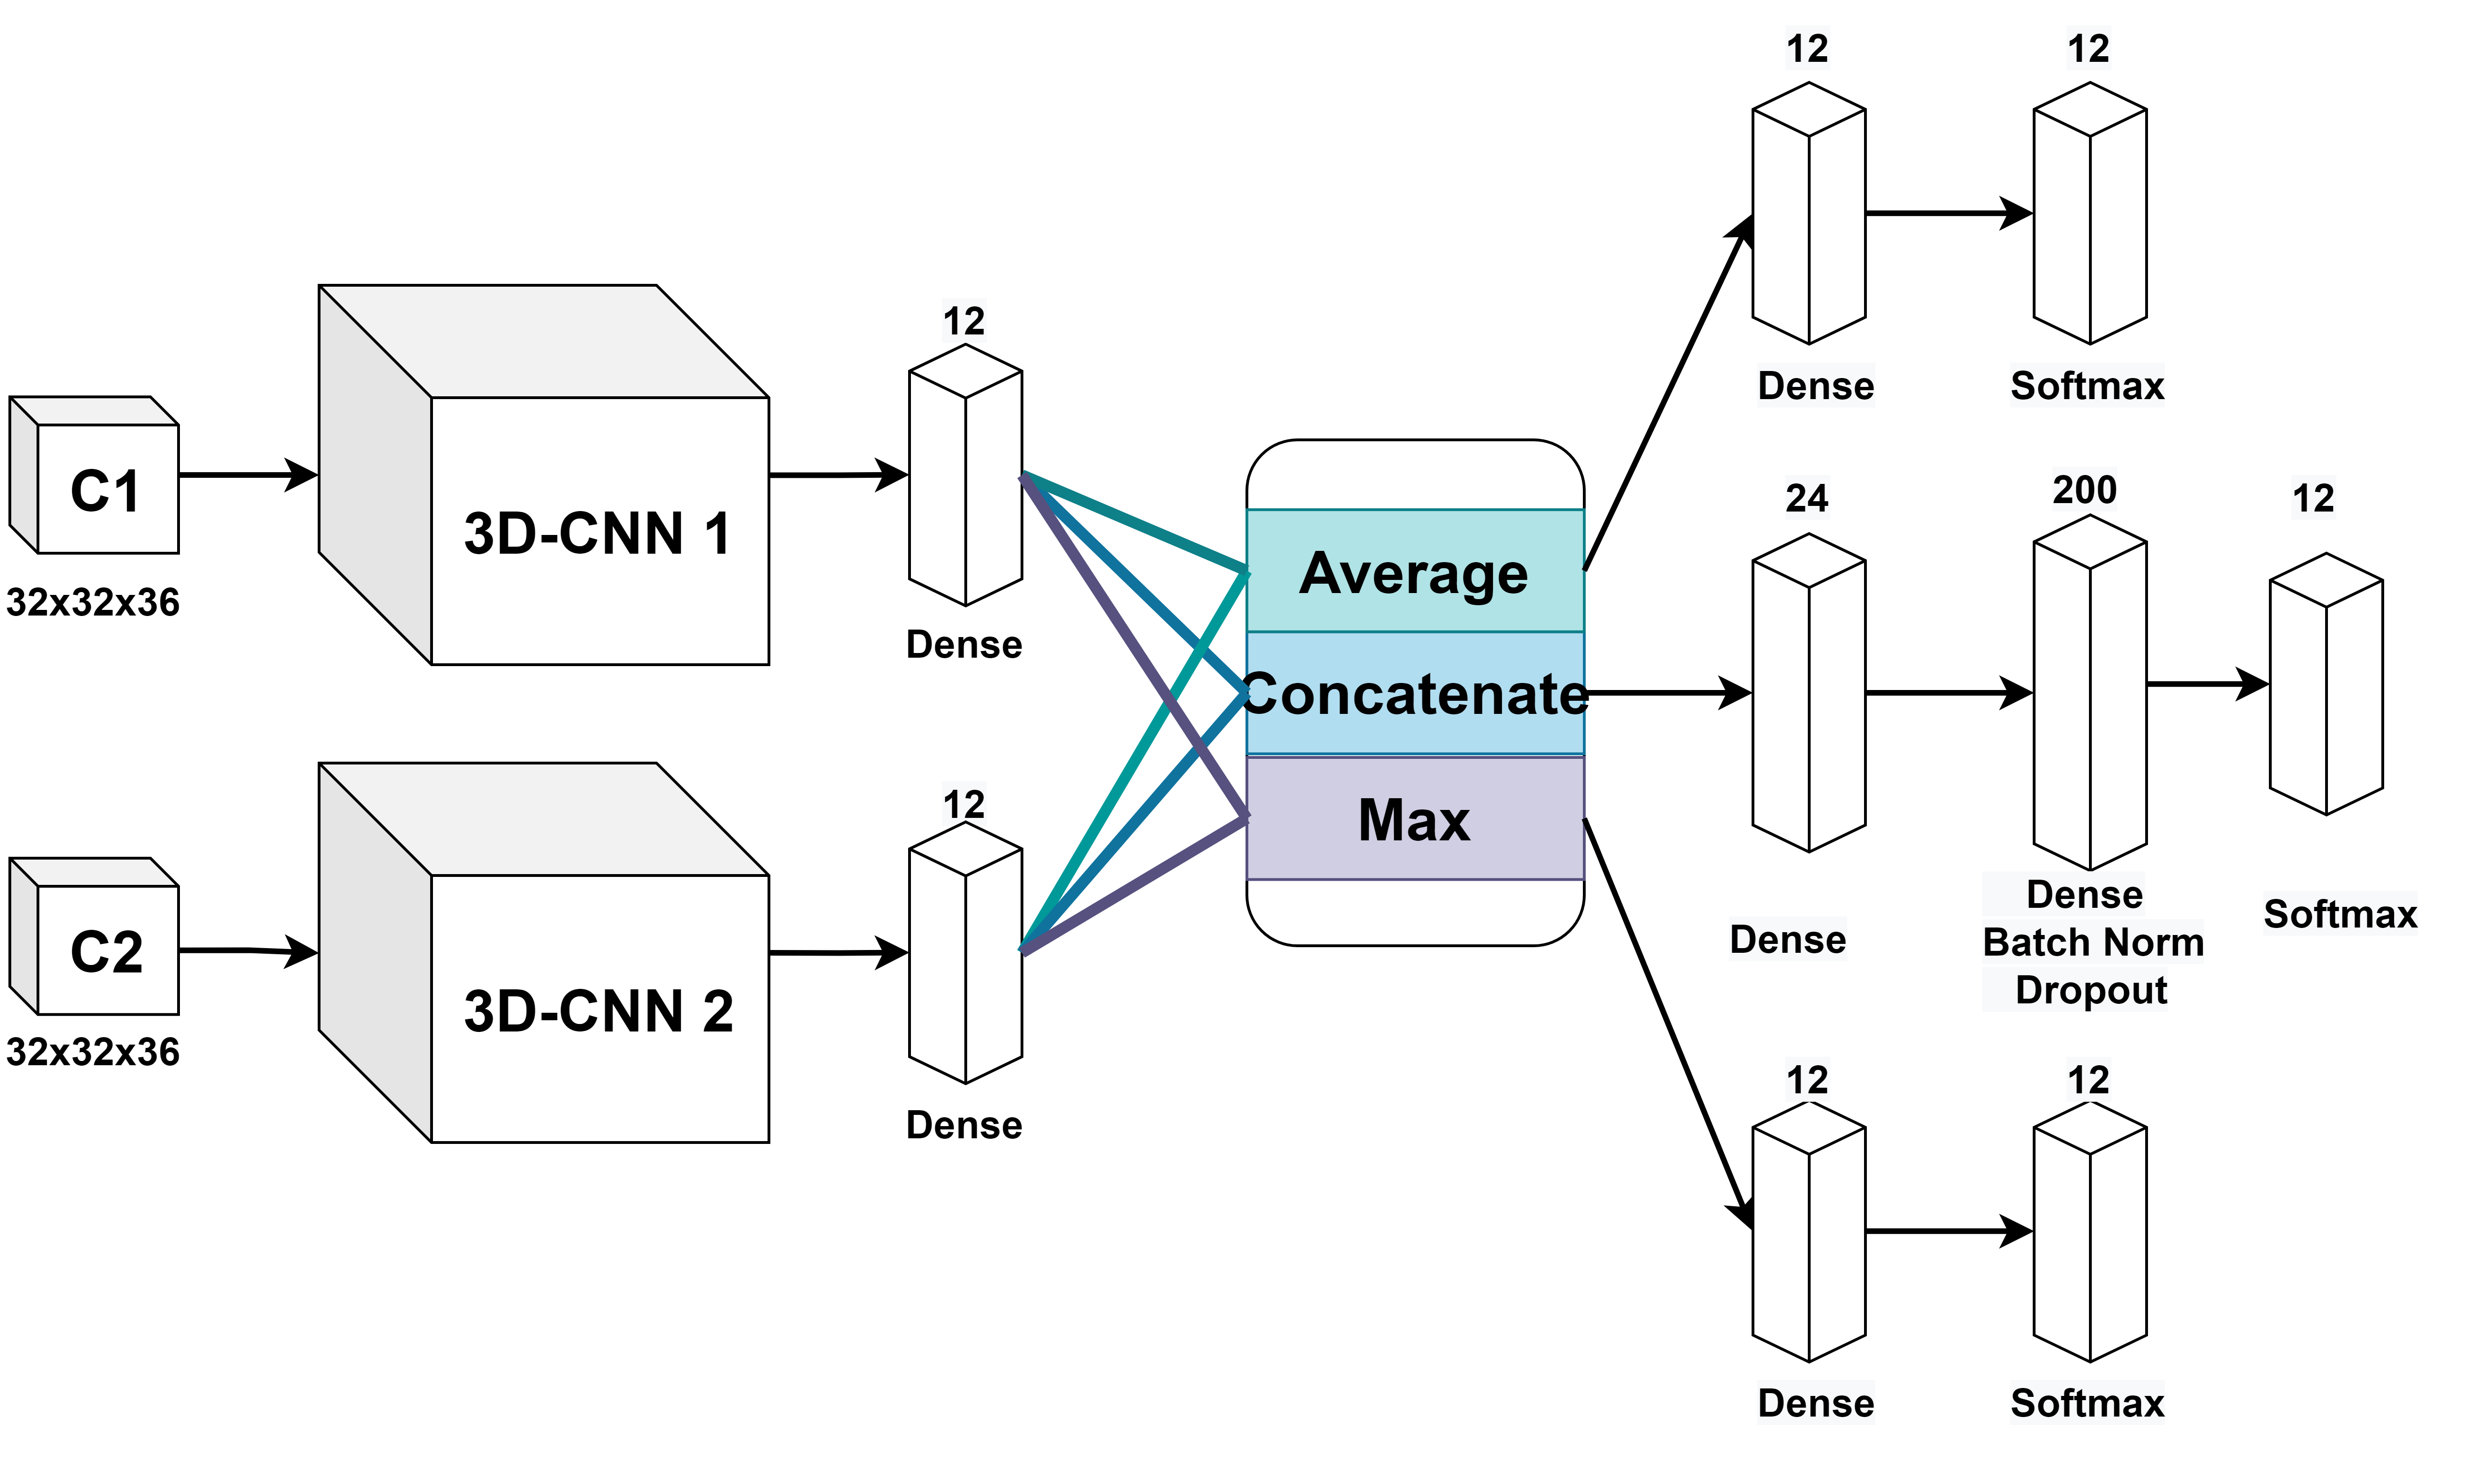 C1
32x32x36
3D-CNN 1
12
Dense
C2
32x32x36
3D-CNN 2
12
Dense
Average
Concatenate
Max
12
Dense
12
Softmax
24
Dense
200
Dense
Batch Norm
Dropout
12
Softmax
12
Dense
12
Softmax